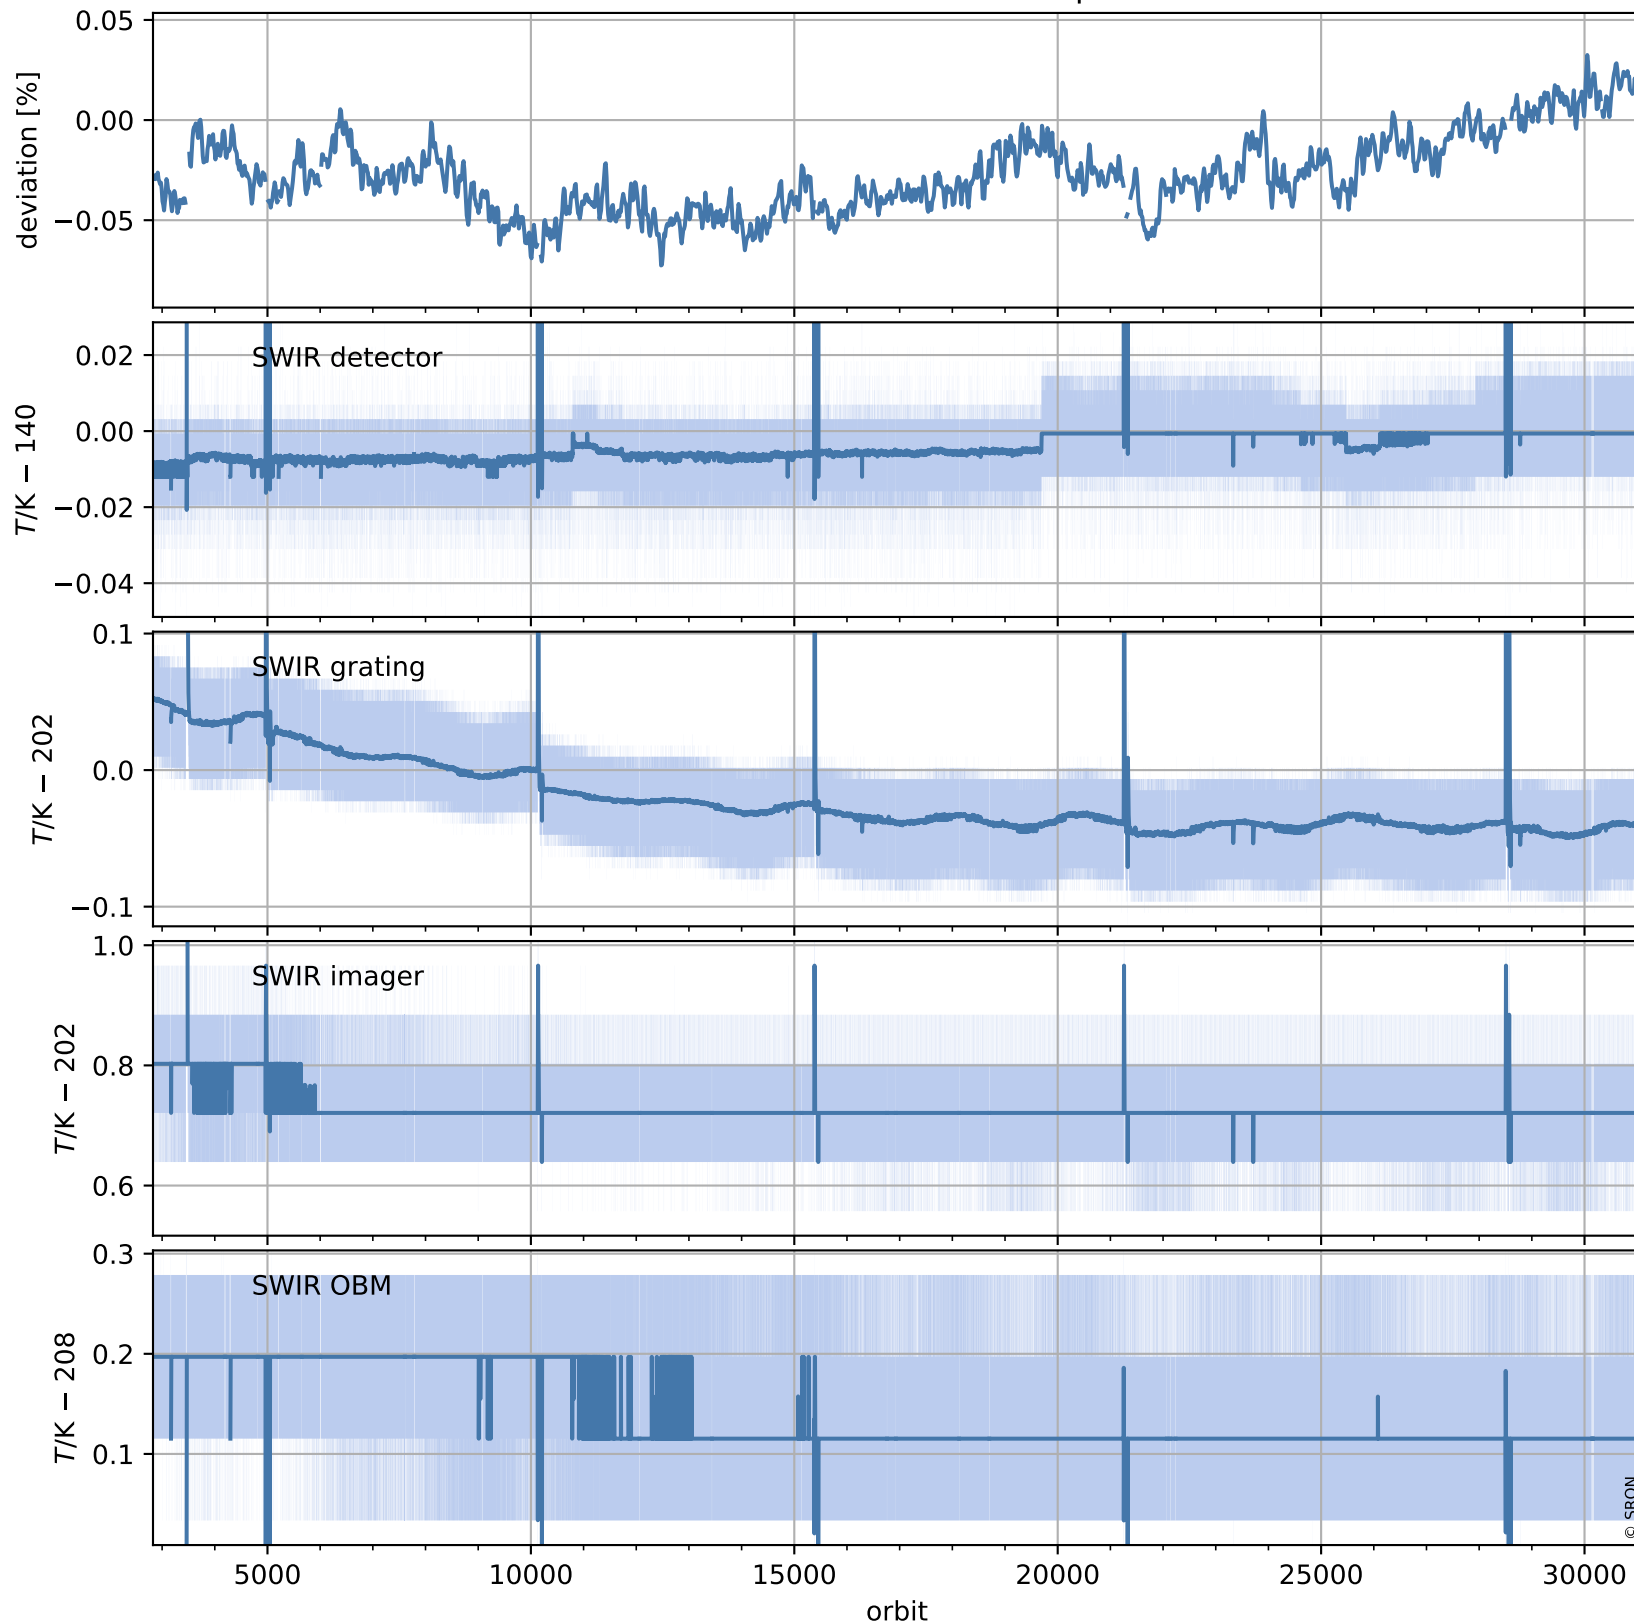 0.05
0.00
−0.05
deviation [%]
SWIR detector
0.02
0.00
−0.02
−0.04
T/K − 140
SWIR grating
0.1
0.0
−0.1
T/K − 202
SWIR imager
1.0
0.8
0.6
T/K − 202
SWIR OBM
0.3
0.2
0.1
T/K − 208
© SRON
5000 10000 15000 20000 25000 30000
orbit